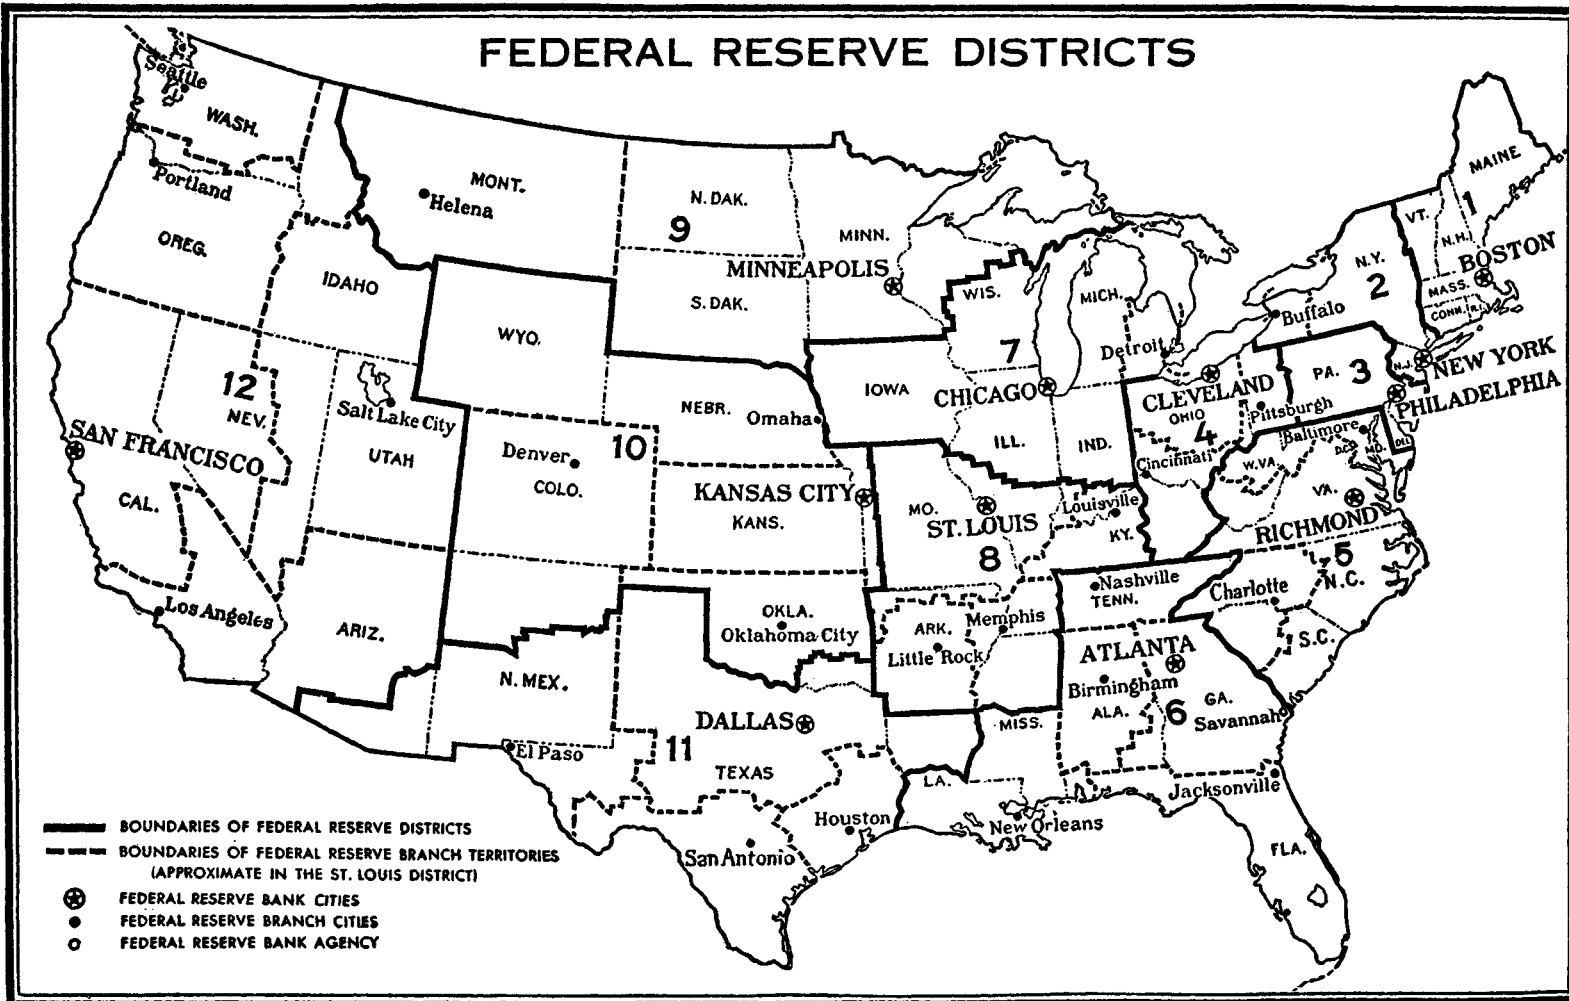 FEDERAL RESERVE DISTRICTS
Seattle
WASH.
Portland
OREG.
IDAHO
MONT.
Helena
N. DAK.
9
S. DAK.
MINN.
MINNEAPOLIS
WIS.
MICH.
7
Detroit
WYO.
12
NEV.
SAN FRANCISCO
CAL.
Los Angeles
Salt Lake City
UTAH
ARIZ.
NEBR.
Omaha
10
Denver
COLO.
KANSAS CITY
KANS.
IOWA
CHICAGO
ILL.
IND.
MO.
ST. LOUIS
8
Louisville
KY.
CLEVELAND
OHIO
4
Cincinnati
Pittsburgh
PA.
3
N.Y.
2
Buffalo
MAINE
1
VT.
N.H.
BOSTON
MASS.
CONN.
R.I.
N.J.
NEW YORK
PHILADELPHIA
Baltimore
D.C.
MD.
DEL.
W.VA.
VA.
RICHMOND
5
N.C.
Charlotte
S.C.
Nashville
TENN.
Memphis
ARK.
Little Rock
OKLA.
Oklahoma City
N. MEX.
El Paso
DALLAS
11
TEXAS
Houston
San Antonio
LA.
New Orleans
MISS.
ATLANTA
Birmingham
ALA.
6
GA.
Savannah
Jacksonville
FLA.
BOUNDARIES OF FEDERAL RESERVE DISTRICTS
BOUNDARIES OF FEDERAL RESERVE BRANCH TERRITORIES
(APPROXIMATE IN THE ST. LOUIS DISTRICT)
FEDERAL RESERVE BANK CITIES
FEDERAL RESERVE BRANCH CITIES
FEDERAL RESERVE BANK AGENCY